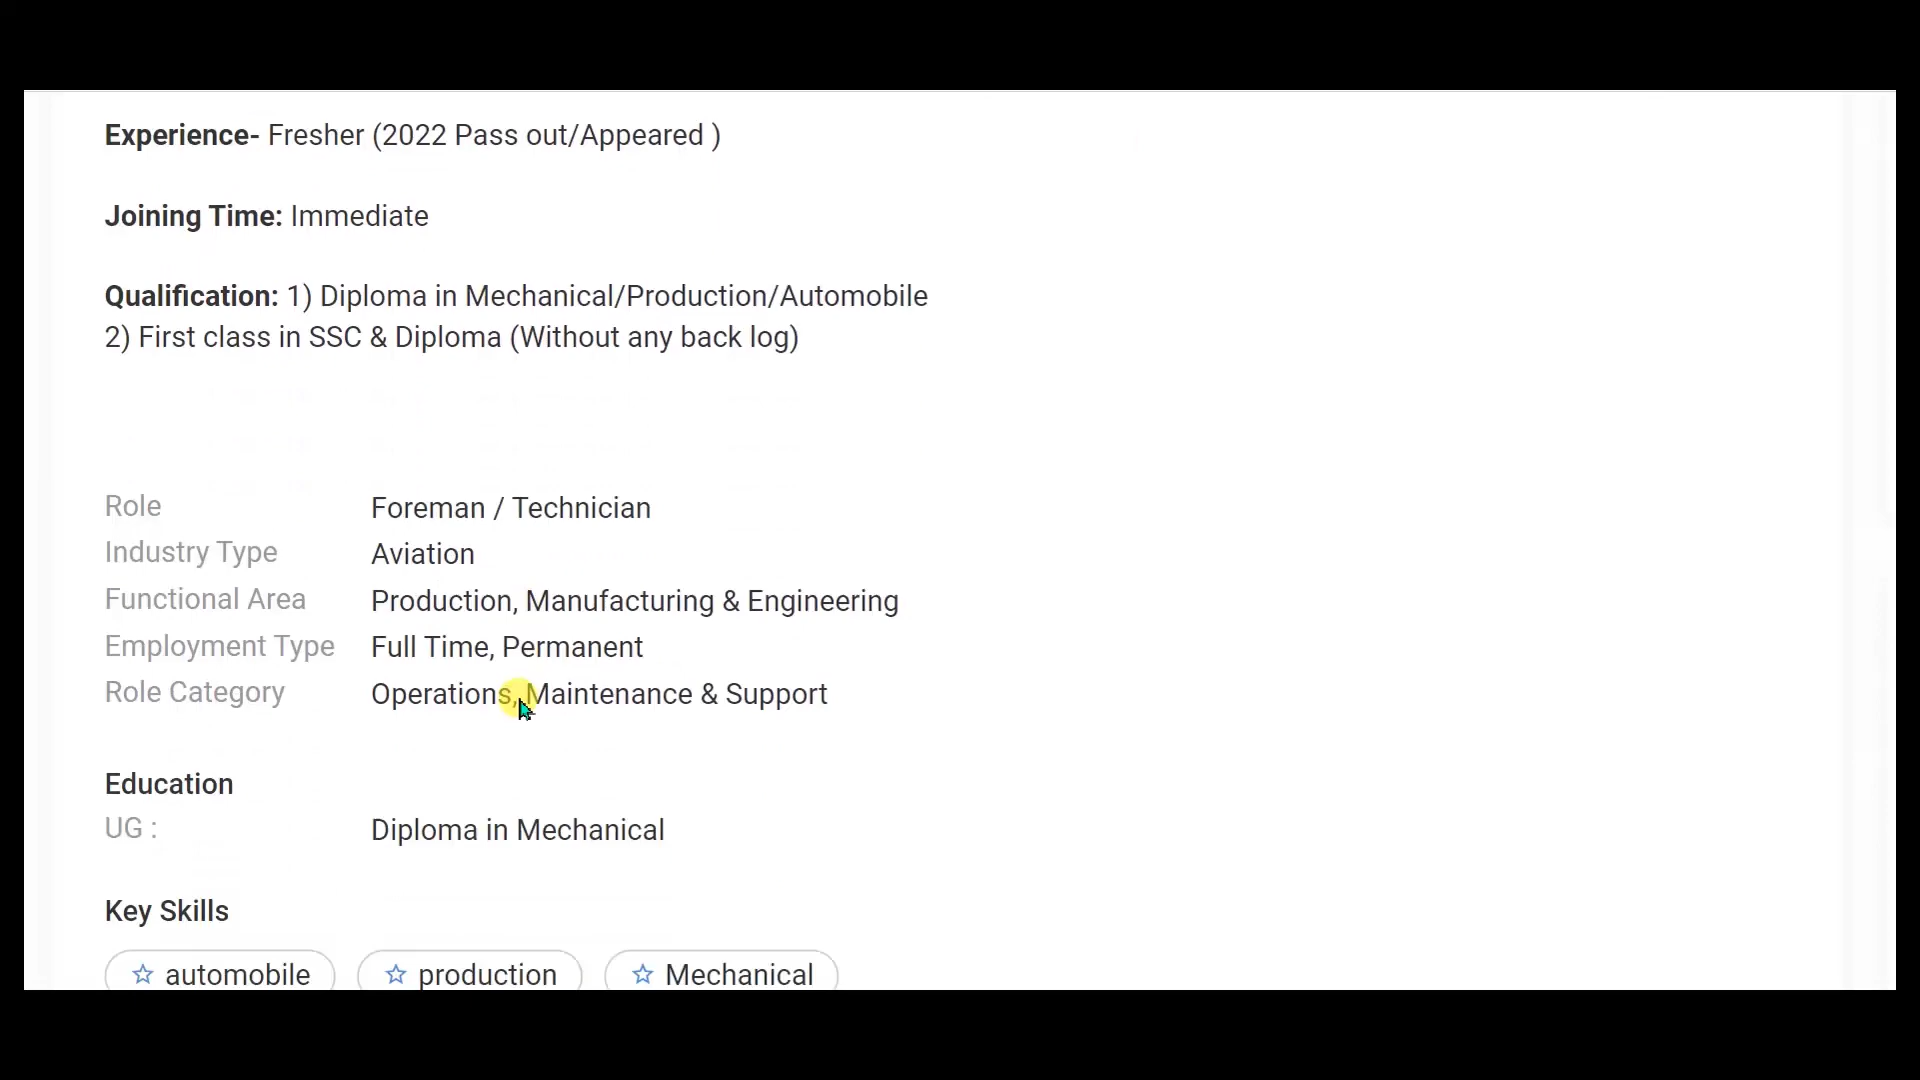 Experience- Fresher (2022 Pass out/Appeared )
Joining Time: Immediate
Qualification: 1) Diploma in Mechanical/Production/Automobile
2) First class in SSC & Diploma (Without any back log)
Role Foreman / Technician
Industry Type Aviation
Functional Area Production, Manufacturing & Engineering
Employment Type Full Time, Permanent
Role Category Operations, Maintenance & Support
Education
UG : Diploma in Mechanical
Key Skills
automobile production Mechanical